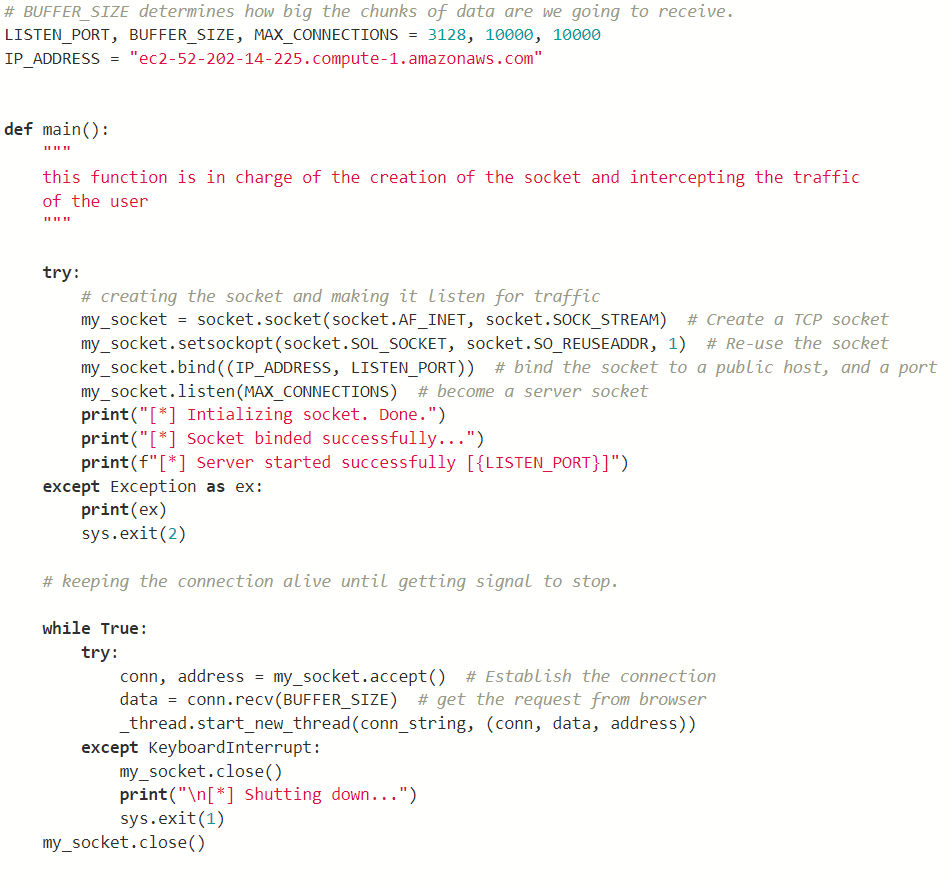 # BUFFER_SIZE determines how big the chunks of data are we going to receive.
LISTEN_PORT, BUFFER_SIZE, MAX_CONNECTIONS = 3128, 10000, 10000
IP_ADDRESS = "ec2-52-202-14-225.compute-1.amazonaws.com"
def main():
    """
    this function is in charge of the creation of the socket and intercepting the traffic
    of the user
    """
    try:
        # creating the socket and making it listen for traffic
        my_socket = socket.socket(socket.AF_INET, socket.SOCK_STREAM)  # Create a TCP socket
        my_socket.setsockopt(socket.SOL_SOCKET, socket.SO_REUSEADDR, 1)  # Re-use the socket
        my_socket.bind((IP_ADDRESS, LISTEN_PORT))  # bind the socket to a public host, and a port
        my_socket.listen(MAX_CONNECTIONS)  # become a server socket
        print("[*] Intializing socket. Done.")
        print("[*] Socket binded successfully...")
        print(f"[*] Server started successfully [{LISTEN_PORT}]")
    except Exception as ex:
        print(ex)
        sys.exit(2)
    # keeping the connection alive until getting signal to stop.
    while True:
        try:
            conn, address = my_socket.accept()  # Establish the connection
            data = conn.recv(BUFFER_SIZE)  # get the request from browser
            _thread.start_new_thread(conn_string, (conn, data, address))
        except KeyboardInterrupt:
            my_socket.close()
            print("\n[*] Shutting down...")
            sys.exit(1)
    my_socket.close()